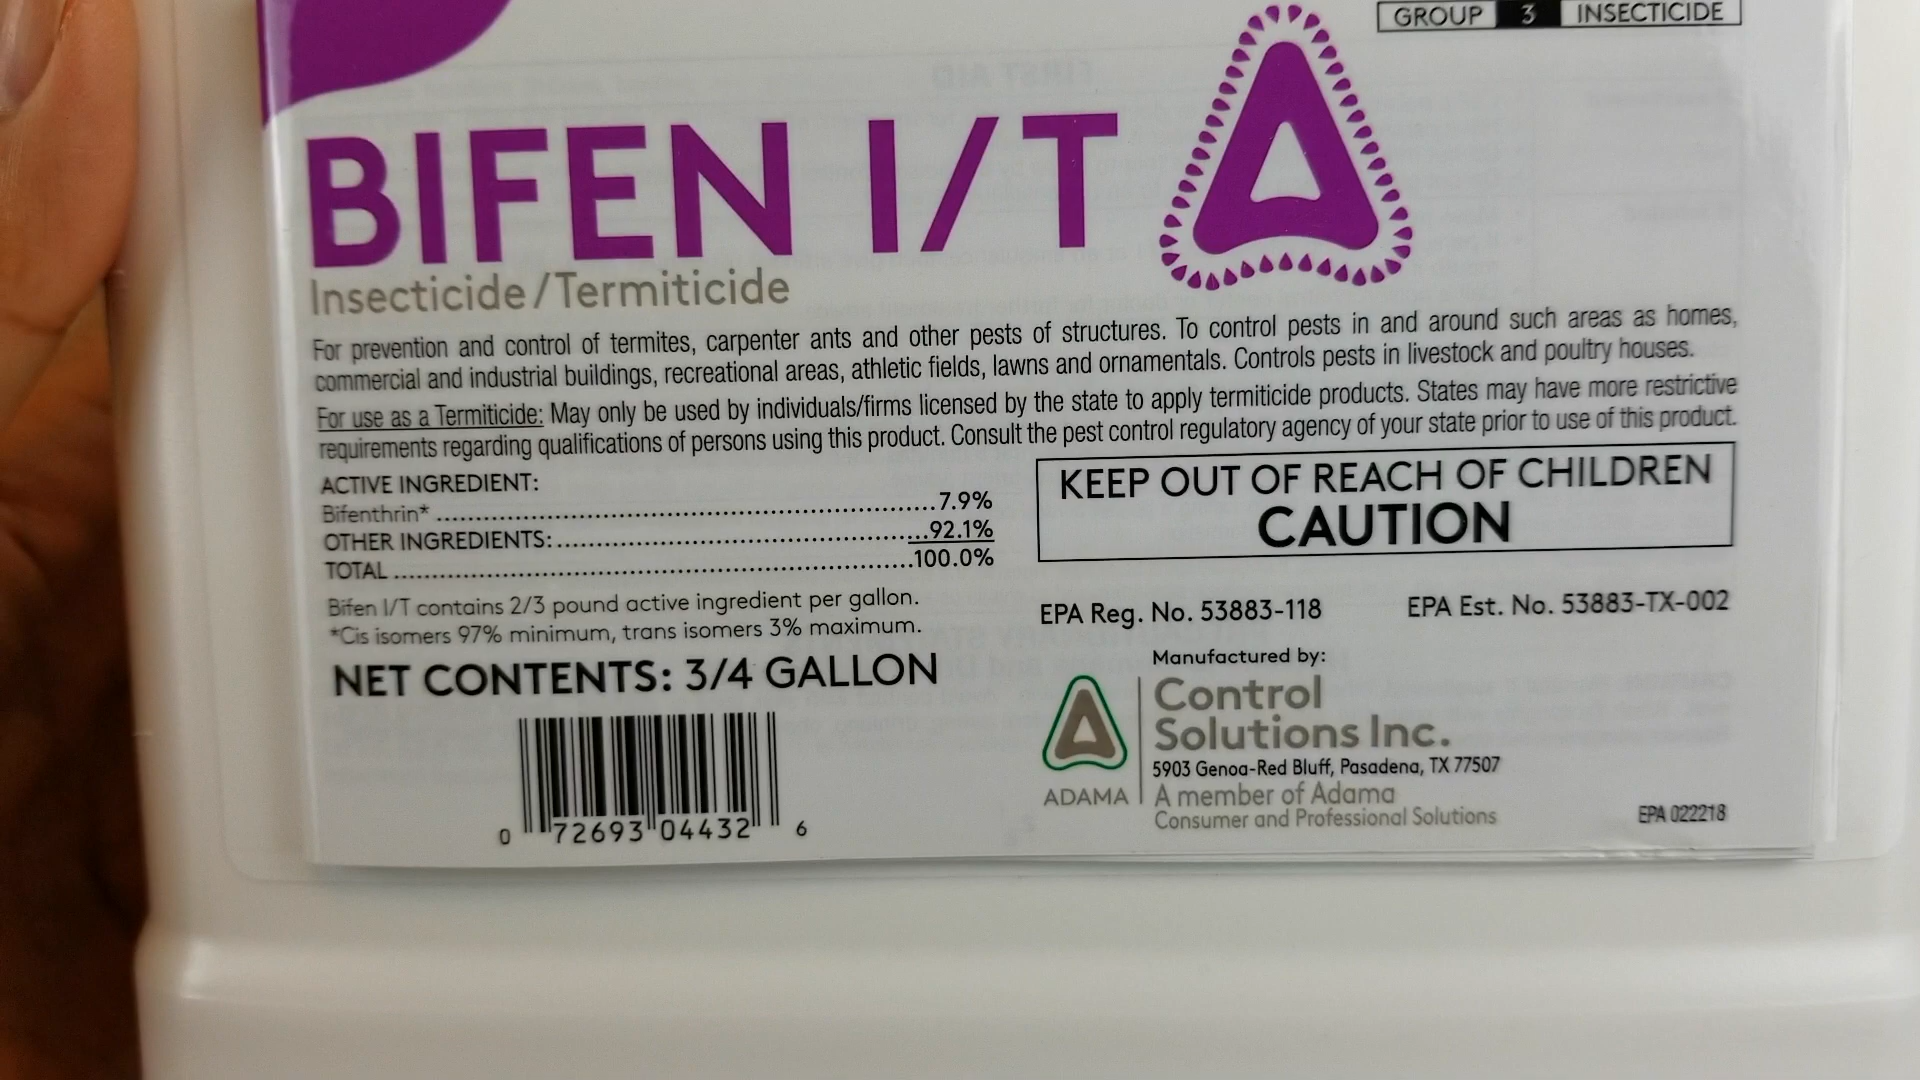 GROUP 3 INSECTICIDE
BIFEN I/T
Insecticide/Termiticide
For prevention and control of termites, carpenter ants and other pests of structures. To control pests in and around such areas as homes,
commercial and industrial buildings, recreational areas, athletic fields, lawns and ornamentals. Controls pests in livestock and poultry houses.
For use as a Termiticide: May only be used by individuals/firms licensed by the state to apply termiticide products. States may have more restrictive
requirements regarding qualifications of persons using this product. Consult the pest control regulatory agency of your state prior to use of this product.
ACTIVE INGREDIENT:
Bifenthrin* ........................................................7.9%
OTHER INGREDIENTS:............................................92.1%
TOTAL ..............................................................100.0%
Bifen I/T contains 2/3 pound active ingredient per gallon.
*Cis isomers 97% minimum, trans isomers 3% maximum.
NET CONTENTS: 3/4 GALLON
0 72693 04432 6
KEEP OUT OF REACH OF CHILDREN
CAUTION
EPA Reg. No. 53883-118 EPA Est. No. 53883-TX-002
Manufactured by:
ADAMA
Control
Solutions Inc.
5903 Genoa-Red Bluff, Pasadena, TX 77507
A member of Adama
Consumer and Professional Solutions
EPA 022218